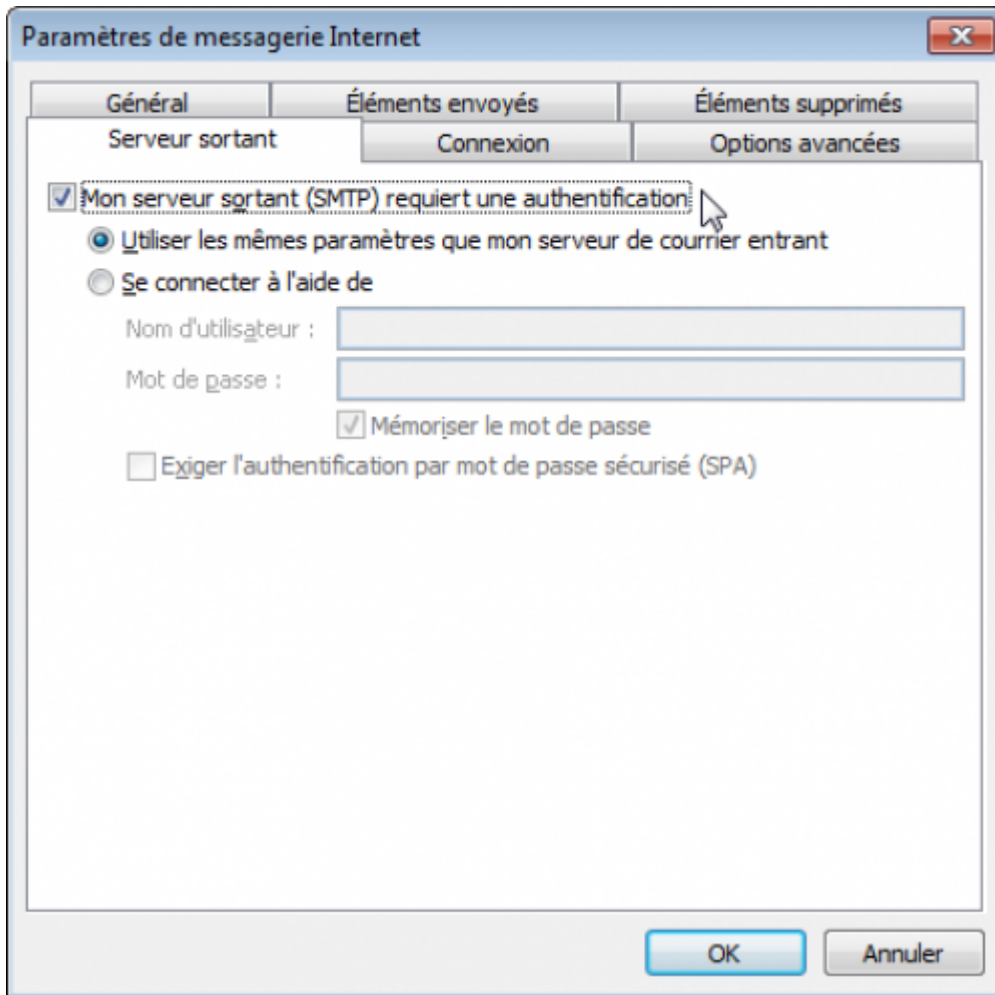 Paramètres de messagerie Internet
Général Éléments envoyés Éléments supprimés
Serveur sortant Connexion Options avancées
Mon serveur sortant (SMTP) requiert une authentification
Utiliser les mêmes paramètres que mon serveur de courrier entrant
Se connecter à l'aide de
Nom d'utilisateur :
Mot de passe :
Mémoriser le mot de passe
Exiger l'authentification par mot de passe sécurisé (SPA)
OK Annuler